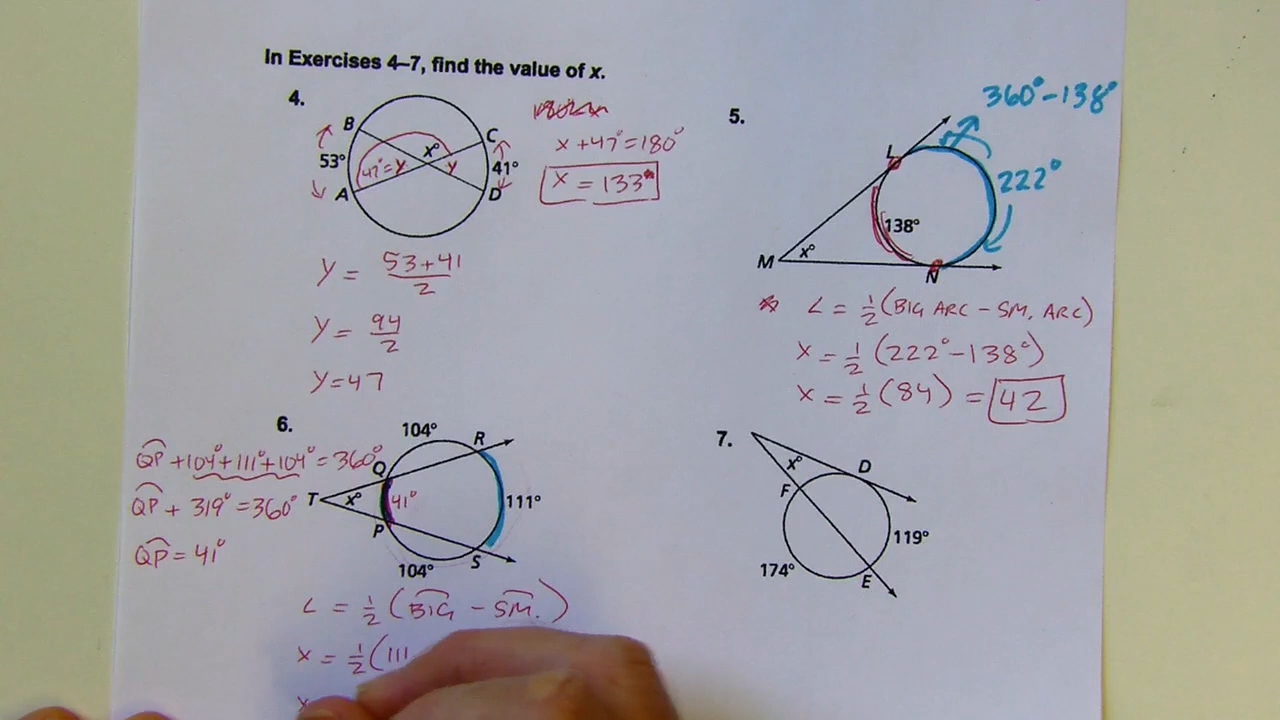 In Exercises 4–7, find the value of x.
4.
B
C
53°
47°=y
x°
y
41°
A
D
x+47°=180°
x = 133°
y = 53+41
2
y = 94
2
y=47
5.
360°-138°
L
222°
138°
M
x°
N
* ∠ = 1/2 (BIG ARC - SM. ARC)
x = 1/2 (222° - 138°)
x = 1/2 (84) = 42
6.
104°
R
QP + 104° + 111° + 104° = 360°
Q
T
x°
41°
111°
QP + 319° = 360°
P
S
QP = 41°
104°
∠ = 1/2 (BIG - SM.)
x = 1/2 (111
x
7.
x°
D
F
119°
174°
E